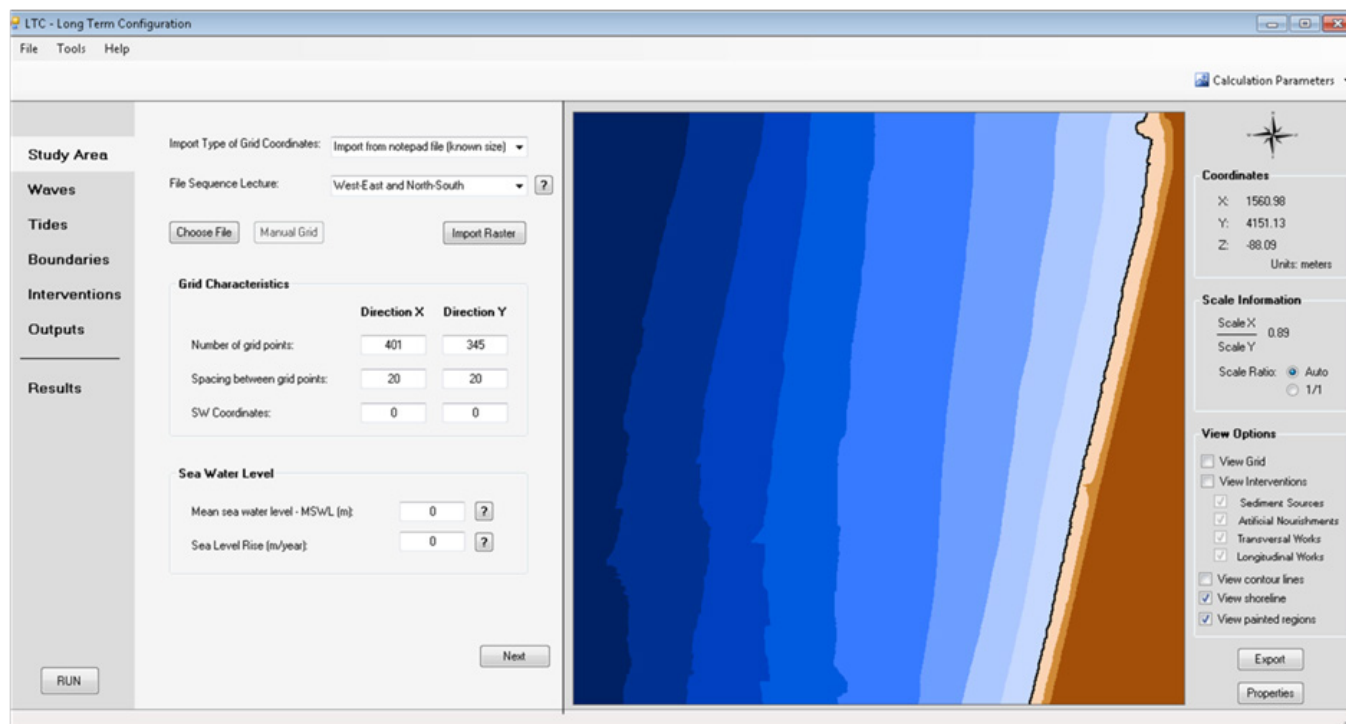 LTC - Long Term Configuration
File Tools Help
Calculation Parameters
Study Area
Waves
Tides
Boundaries
Interventions
Outputs
Results
RUN
Import Type of Grid Coordinates: Import from notepad file (known size)
File Sequence Lecture: West-East and North-South ?
Choose File Manual Grid Import Raster
Grid Characteristics
Direction X Direction Y
Number of grid points: 401 345
Spacing between grid points: 20 20
SW Coordinates: 0 0
Sea Water Level
Mean sea water level - MSWL (m): 0 ?
Sea Level Rise (m/year): 0 ?
Next
Coordinates
X: 1560.98
Y: 4151.13
Z: -88.09
Units: meters
Scale Information
Scale X
0.89
Scale Y
Scale Ratio: Auto
1/1
View Options
View Grid
View Interventions
Sediment Sources
Artificial Nourishments
Transversal Works
Longitudinal Works
View contour lines
View shoreline
View painted regions
Export
Properties